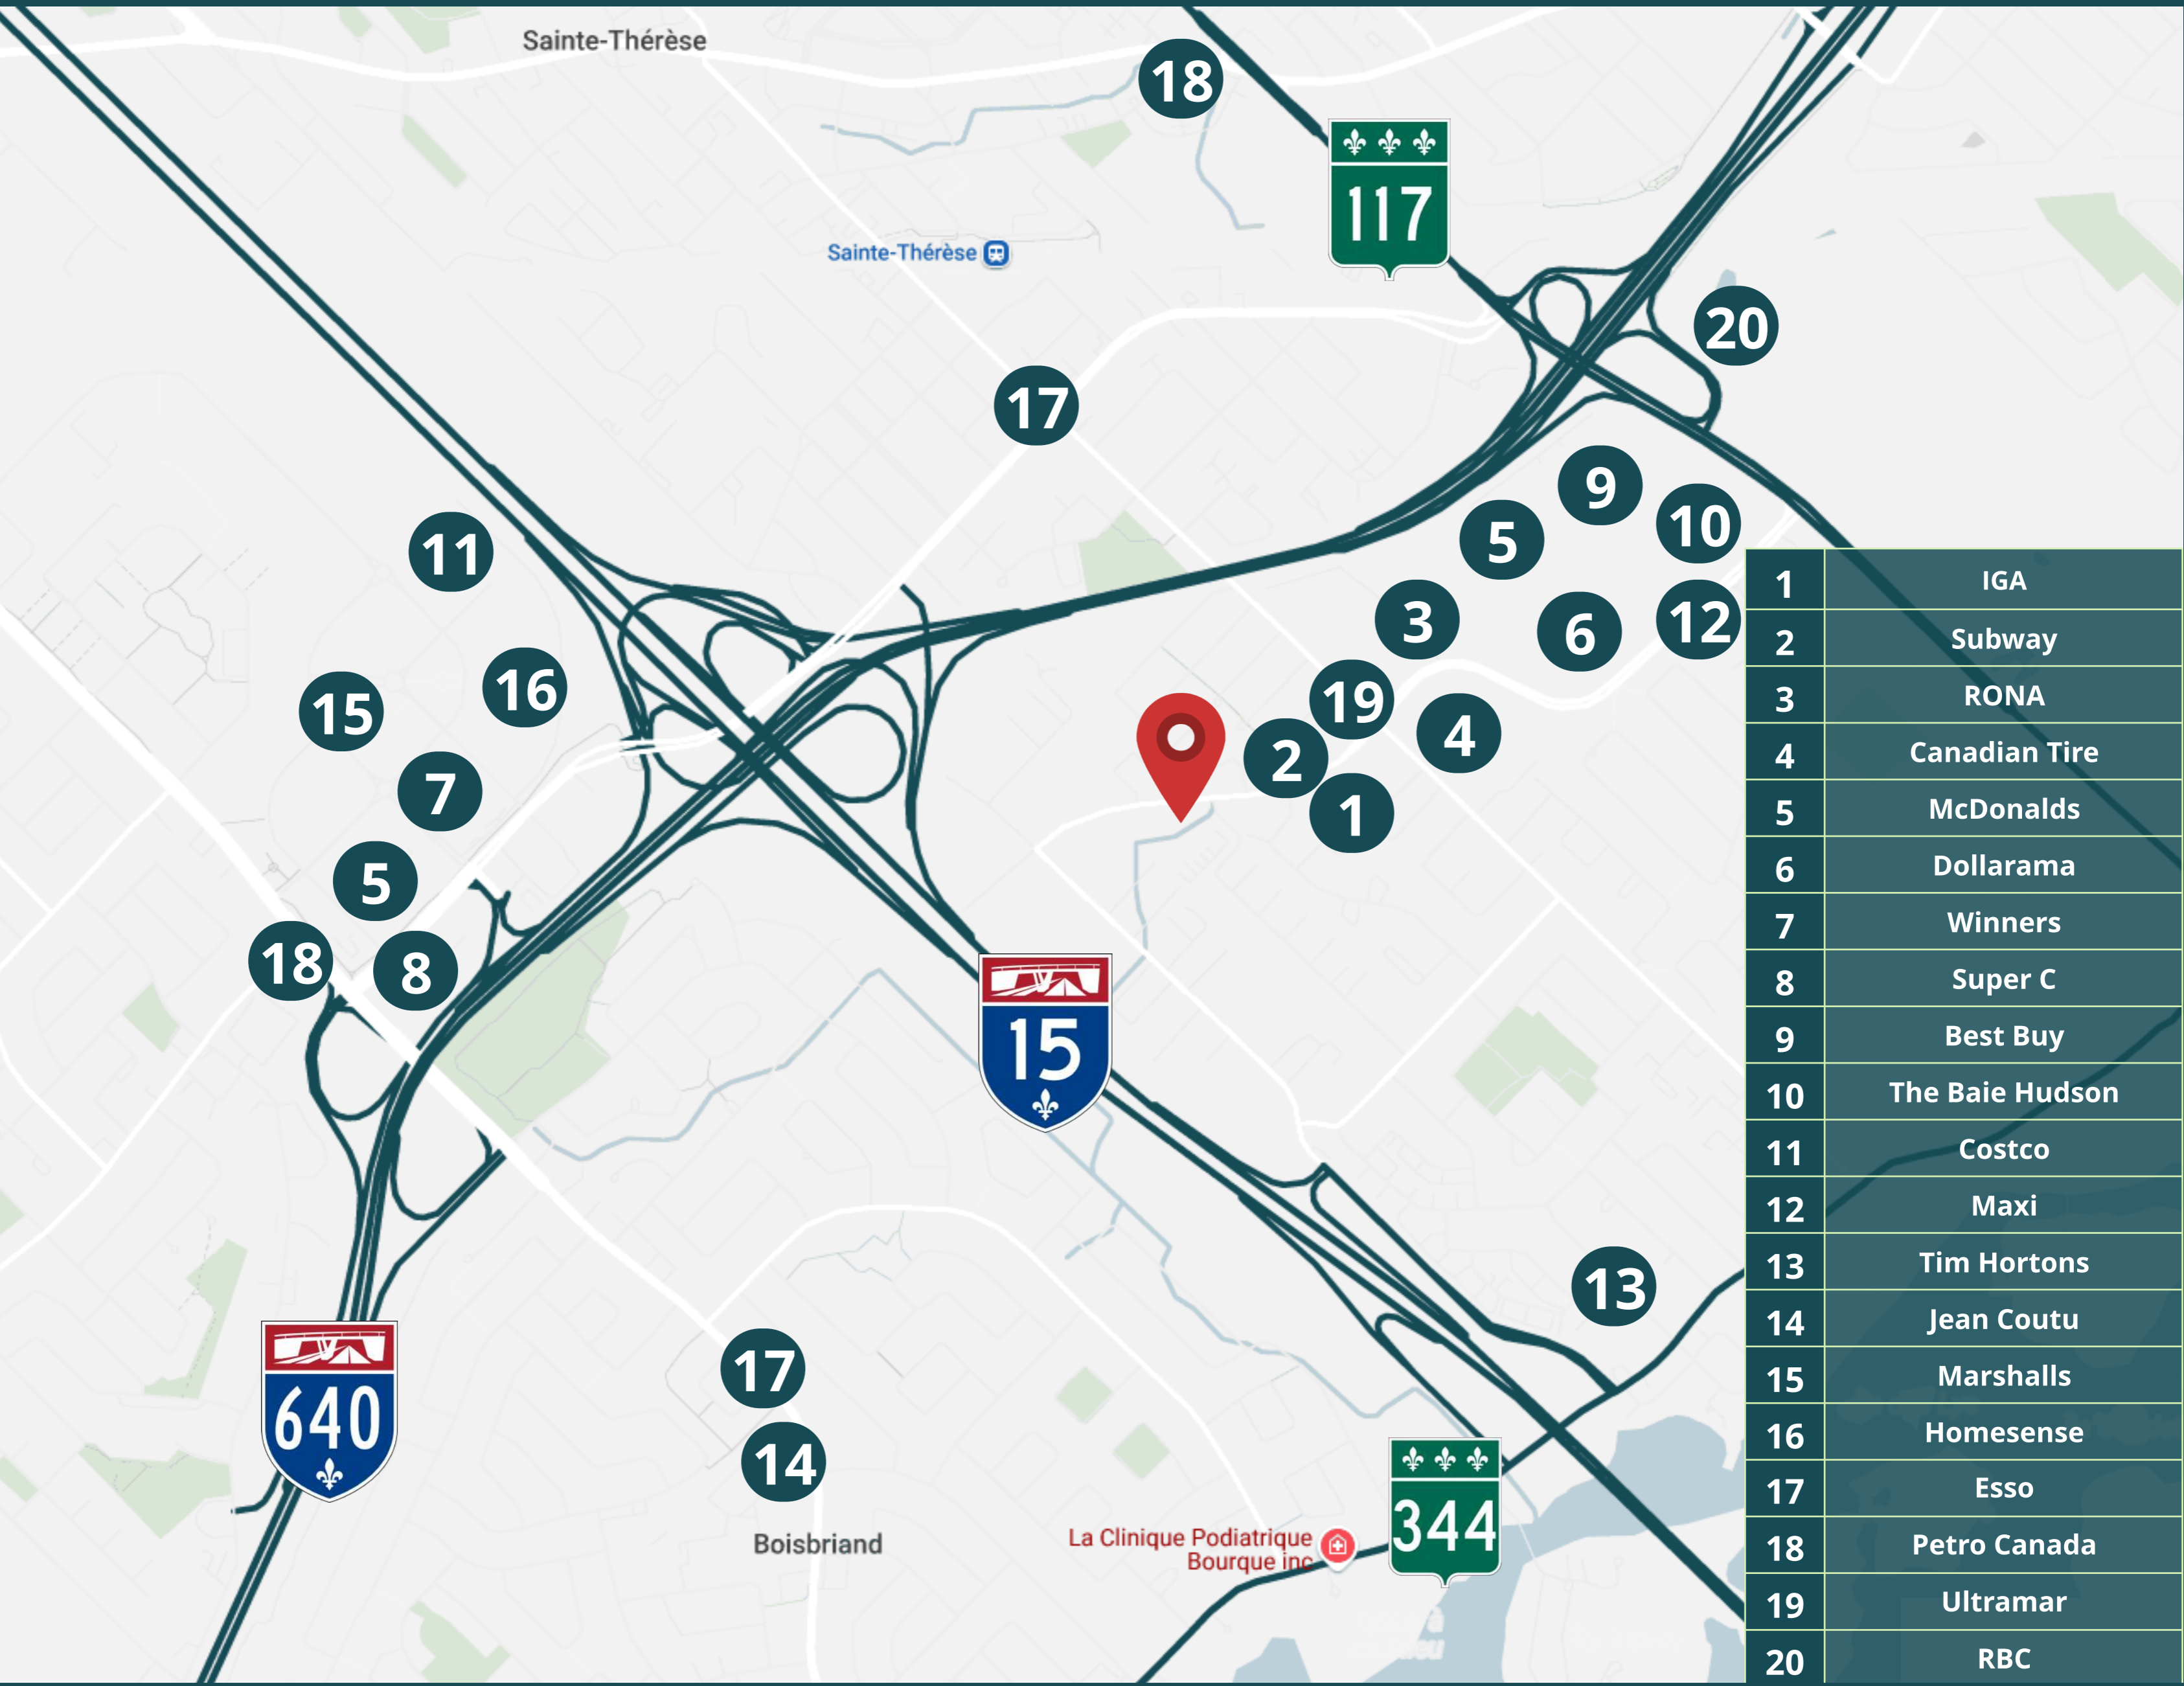 Sainte-Thérèse
18
117
Sainte-Thérèse
20
17
9
10
5
11
3
6
12
16
15
19
4
2
7
1
5
18
8
15
13
640
17
14
344
Boisbriand
La Clinique Podiatrique
Bourque inc
1 IGA
2 Subway
3 RONA
4 Canadian Tire
5 McDonalds
6 Dollarama
7 Winners
8 Super C
9 Best Buy
10 The Baie Hudson
11 Costco
12 Maxi
13 Tim Hortons
14 Jean Coutu
15 Marshalls
16 Homesense
17 Esso
18 Petro Canada
19 Ultramar
20 RBC